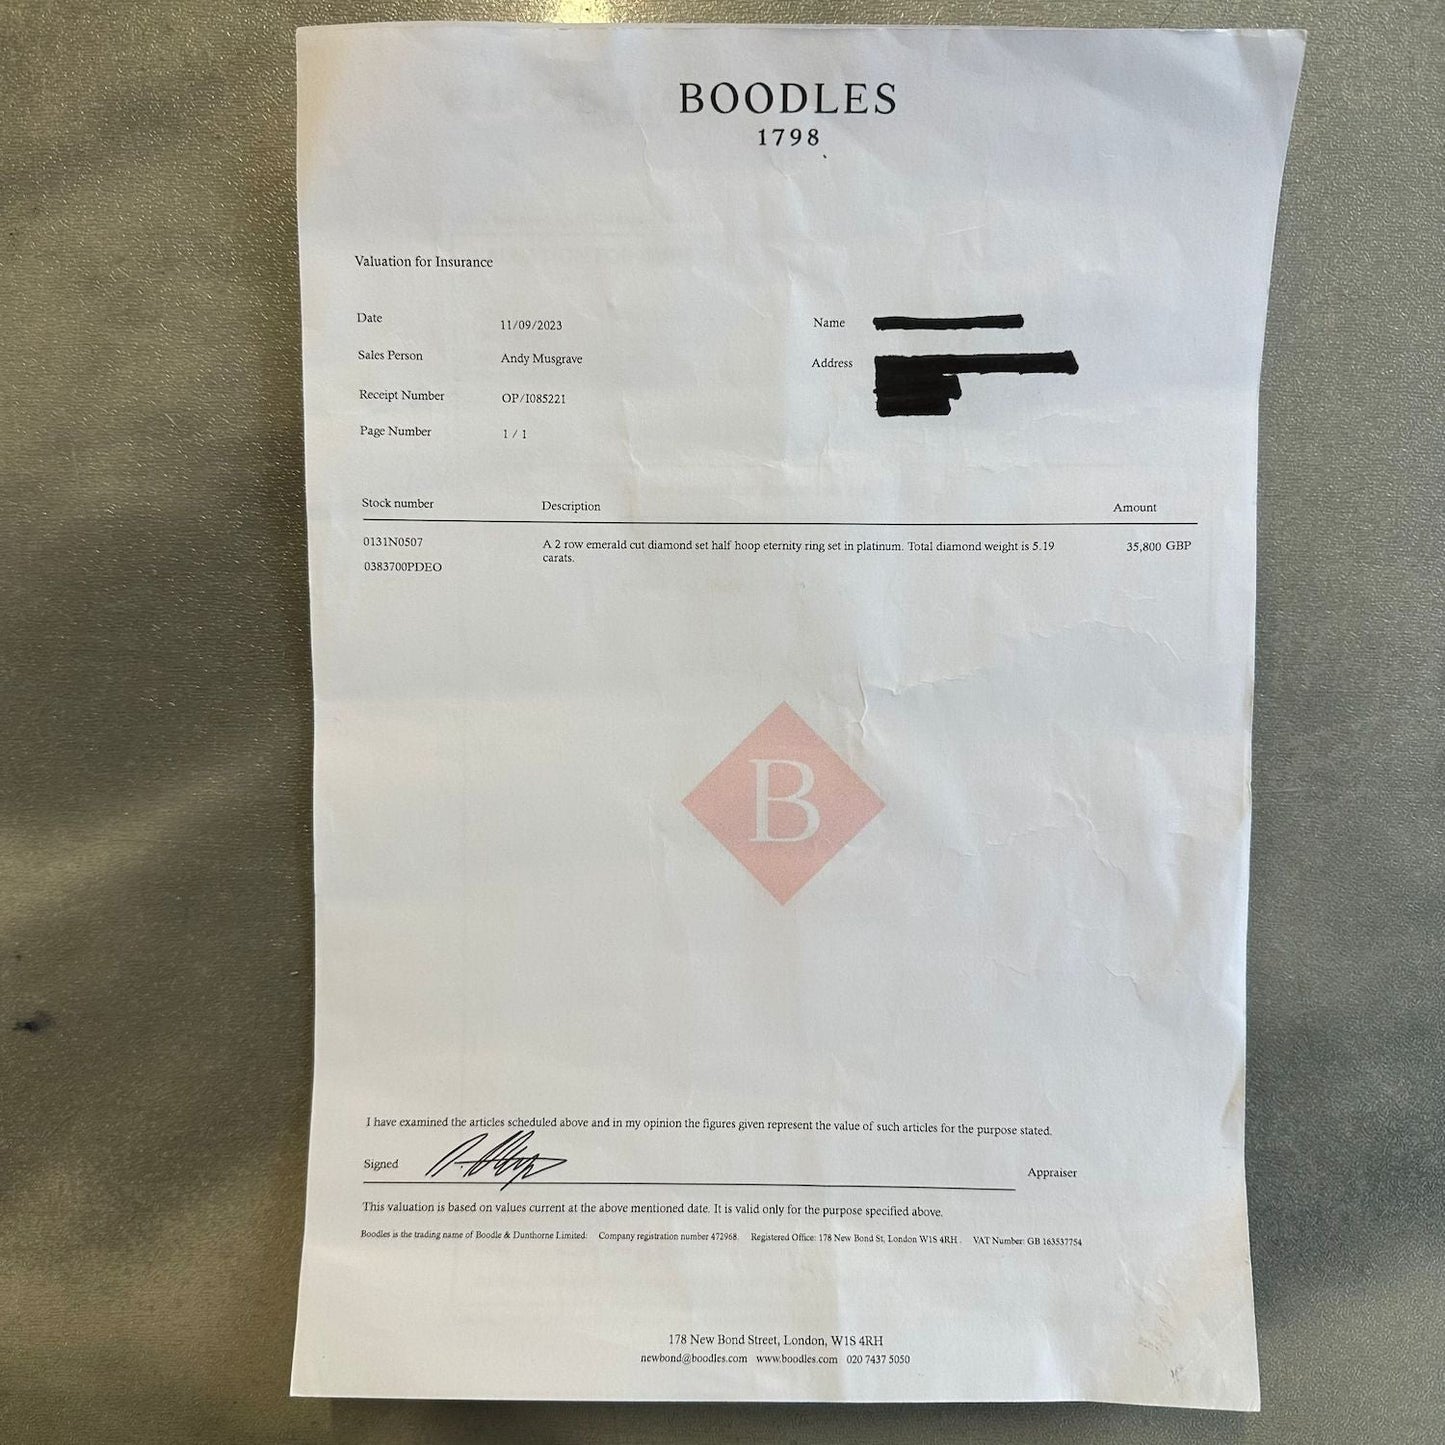 BOODLES
1798
Valuation for Insurance
Date 11/09/2023
Sales Person Andy Musgrave
Receipt Number OP/I085221
Page Number 1 / 1
Name
Address
Stock number Description Amount
0131N0507 A 2 row emerald cut diamond set half hoop eternity ring set in platinum. Total diamond weight is 5.19 35,800 GBP
carats.
0383700PDEO
B
I have examined the articles scheduled above and in my opinion the figures given represent the value of such articles for the purpose stated.
Signed Appraiser
This valuation is based on values current at the above mentioned date. It is valid only for the purpose specified above.
Boodles is the trading name of Boodle & Dunthorne Limited: Company registration number 472968. Registered Office: 178 New Bond St, London W1S 4RH . VAT Number: GB 163537754
178 New Bond Street, London, W1S 4RH
newbond@boodles.com www.boodles.com 020 7437 5050